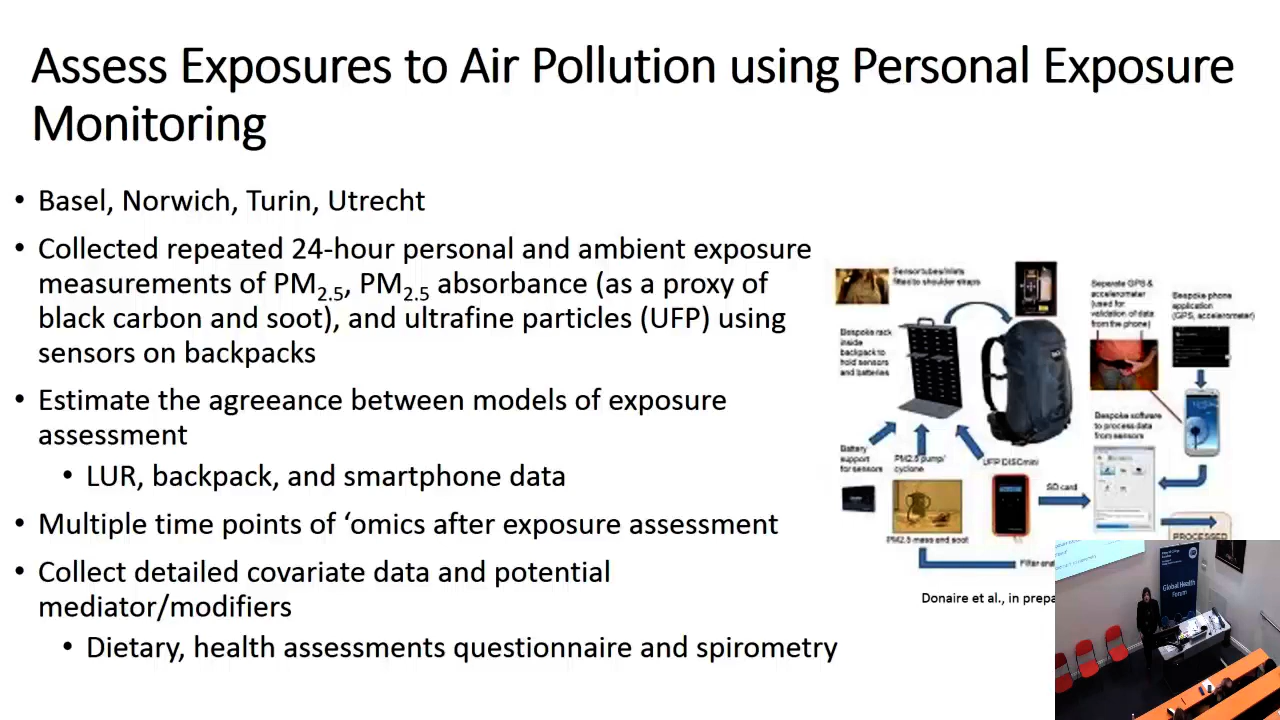 Assess Exposures to Air Pollution using Personal Exposure
Monitoring
• Basel, Norwich, Turin, Utrecht
• Collected repeated 24-hour personal and ambient exposure
measurements of PM2.5, PM2.5 absorbance (as a proxy of
black carbon and soot), and ultrafine particles (UFP) using
sensors on backpacks
• Estimate the agreeance between models of exposure
assessment
• LUR, backpack, and smartphone data
• Multiple time points of ‘omics after exposure assessment
• Collect detailed covariate data and potential
mediator/modifiers
• Dietary, health assessments questionnaire and spirometry
Sensor tubes/inlets
fitted to shoulder straps
Separate GPS &
accelerometer
(used for
validation of data
from the phone)
Bespoke phone
application
(GPS, accelerometer)
Bespoke rack
inside
backpack to
hold sensors
and batteries
Bespoke software
to process data
from sensors
Battery
support
for sensors
PM2.5 pump/
cyclone
UFP DISCmini
SD card
PM2.5 mass and soot
PROCESSED
Filter
Donaire et al., in prepa
Global Health
Forum